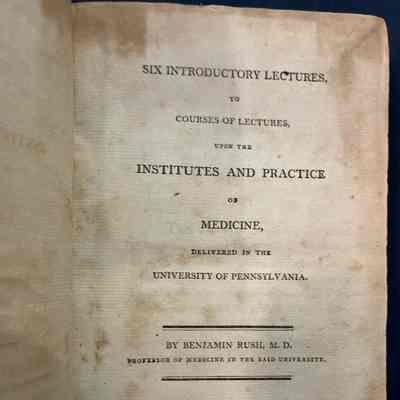 SIX INTRODUCTORY LECTURES,
TO
COURSES OF LECTURES,
UPON THE
INSTITUTES AND PRACTICE
OF
MEDICINE,
DELIVERED IN THE
UNIVERSITY OF PENNSYLVANIA.
BY BENJAMIN RUSH, M. D.
PROFESSOR OF MEDICINE IN THE SAID UNIVERSITY.